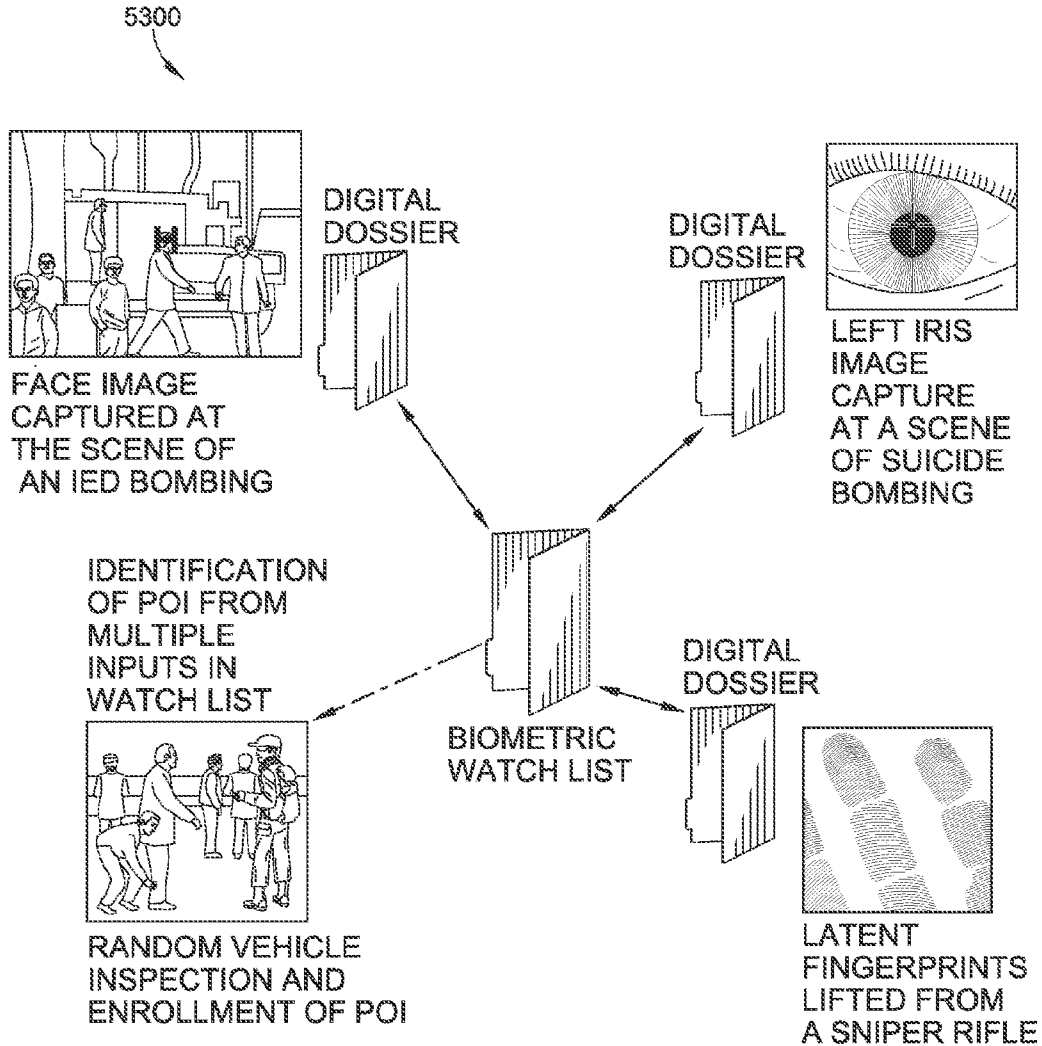 5300
DIGITAL
DOSSIER
FACE IMAGE
CAPTURED AT
THE SCENE OF
AN IED BOMBING
DIGITAL
DOSSIER
LEFT IRIS
IMAGE
CAPTURE
AT A SCENE
OF SUICIDE
BOMBING
IDENTIFICATION
OF POI FROM
MULTIPLE
INPUTS IN
WATCH LIST
BIOMETRIC
WATCH LIST
DIGITAL
DOSSIER
RANDOM VEHICLE
INSPECTION AND
ENROLLMENT OF POI
LATENT
FINGERPRINTS
LIFTED FROM
A SNIPER RIFLE